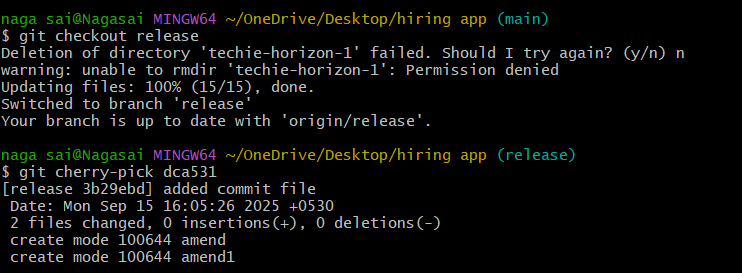 naga sai@Nagasai MINGW64 ~/OneDrive/Desktop/hiring app (main)
$ git checkout release
Deletion of directory 'techie-horizon-1' failed. Should I try again? (y/n) n
warning: unable to rmdir 'techie-horizon-1': Permission denied
Updating files: 100% (15/15), done.
Switched to branch 'release'
Your branch is up to date with 'origin/release'.
naga sai@Nagasai MINGW64 ~/OneDrive/Desktop/hiring app (release)
$ git cherry-pick dca531
[release 3b29ebd] added commit file
 Date: Mon Sep 15 16:05:26 2025 +0530
 2 files changed, 0 insertions(+), 0 deletions(-)
 create mode 100644 amend
 create mode 100644 amend1